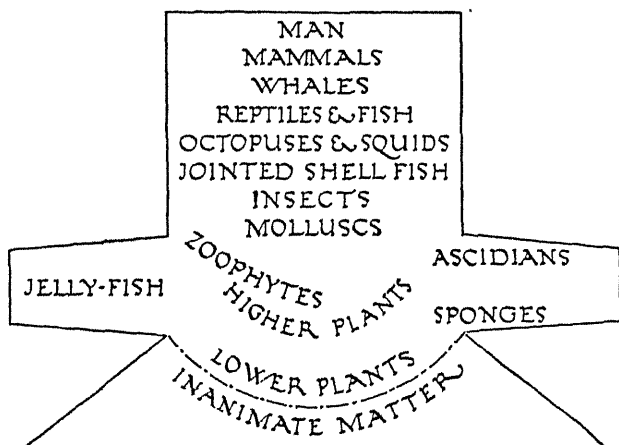 MAN
MAMMALS
WHALES
REPTILES & FISH
OCTOPUSES & SQUIDS
JOINTED SHELL FISH
INSECTS
MOLLUSCS
ZOOPHYTES
ASCIDIANS
JELLY-FISH
HIGHER PLANTS
SPONGES
LOWER PLANTS
INANIMATE MATTER